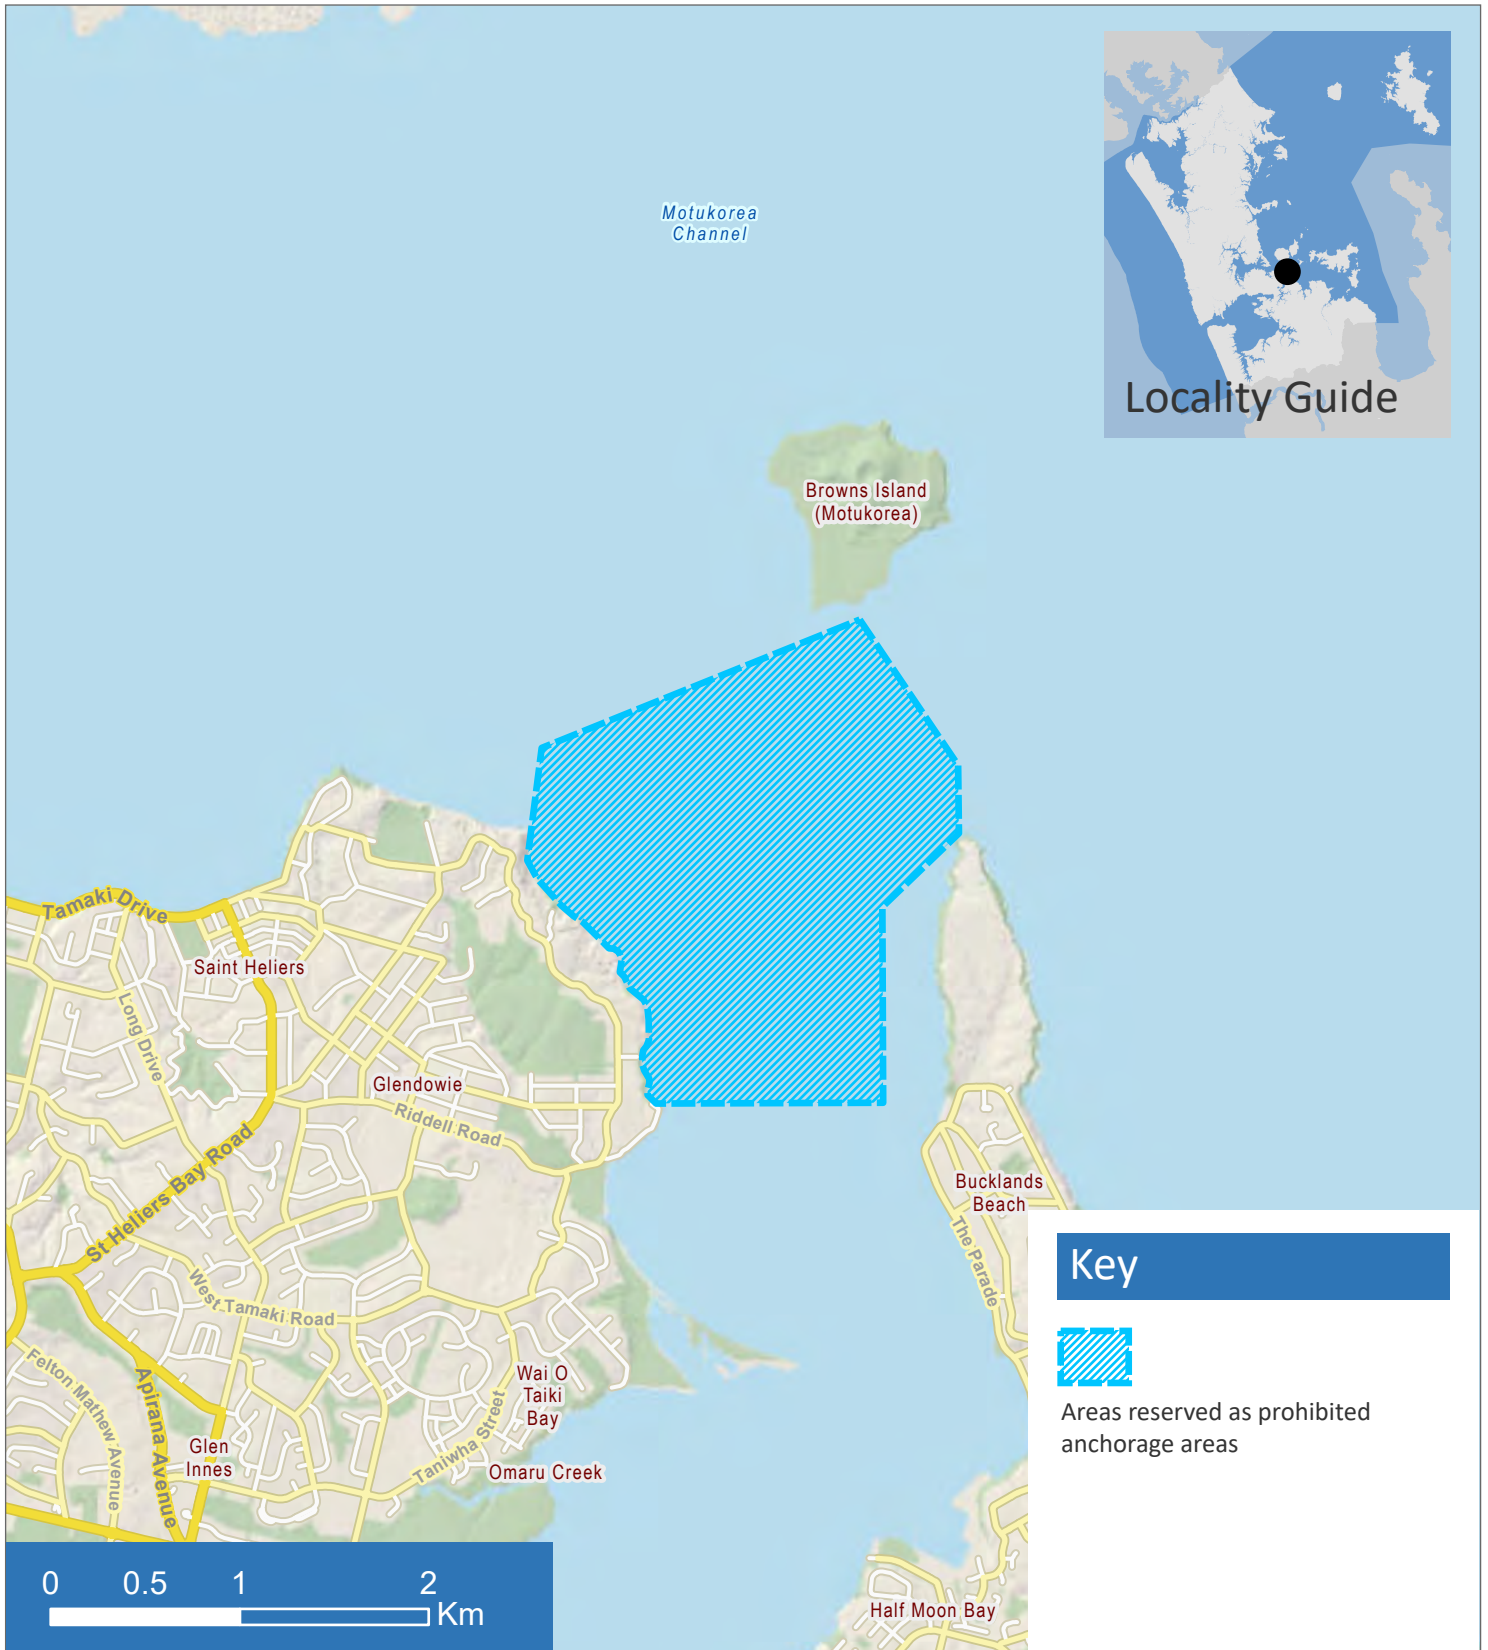 Motukorea
Channel
Locality Guide
Browns Island
(Motukorea)
Tamaki Drive
Saint Heliers
Long Drive
Glendowie
Riddell Road
St Heliers Bay Road
Bucklands
Beach
The Parade
West Tamaki Road
Felton Mathew Avenue
Apirana Avenue
Wai O
Taiki
Bay
Taniwha Street
Glen
Innes
Omaru Creek
Half Moon Bay
Key
Areas reserved as prohibited
anchorage areas
0 0.5 1 2
Km